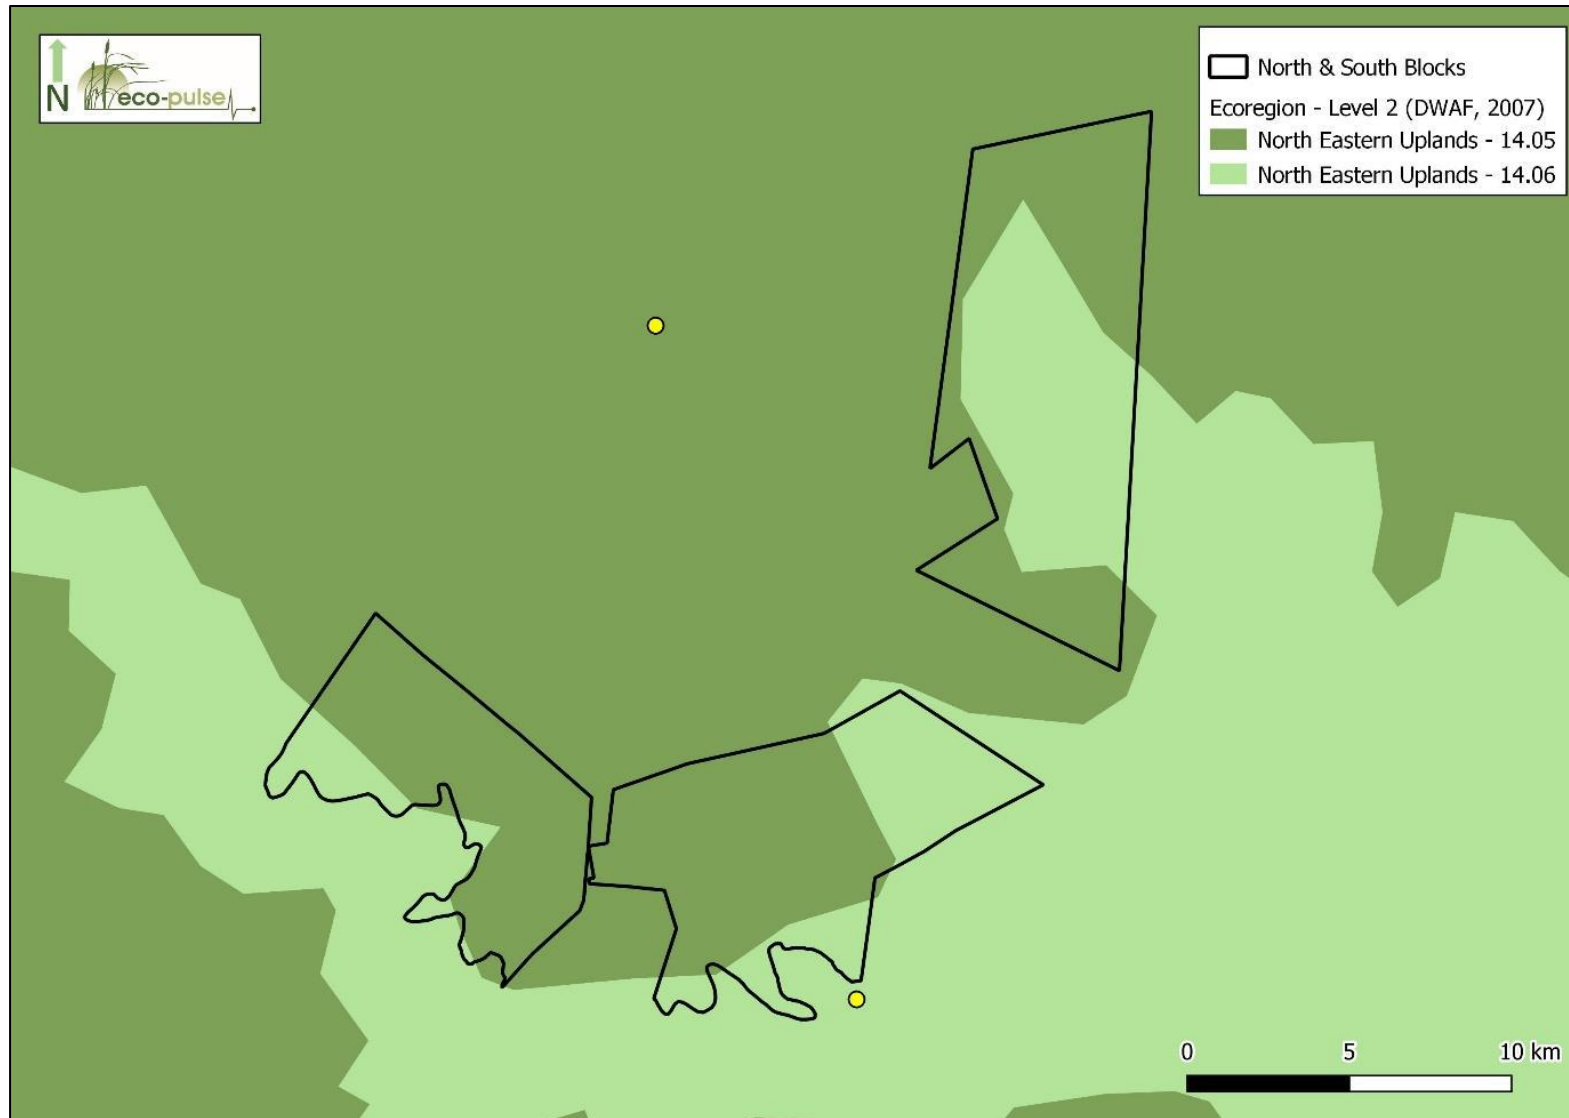 N
eco-pulse
North & South Blocks
Ecoregion - Level 2 (DWAF, 2007)
North Eastern Uplands - 14.05
North Eastern Uplands - 14.06
0 5 10 km